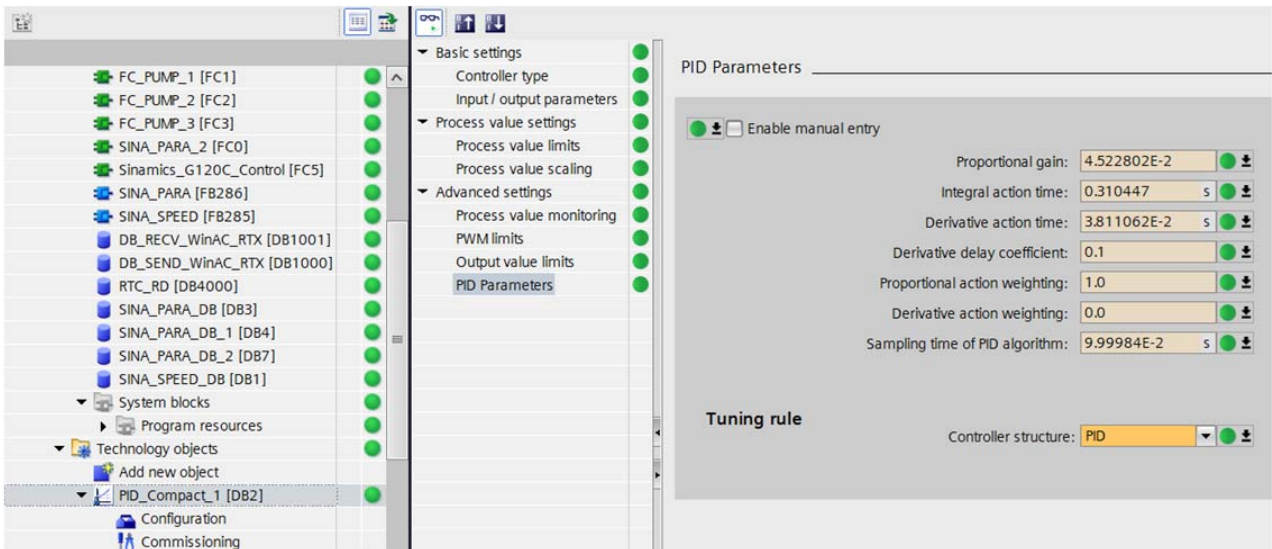 FC_PUMP_1 [FC1]
FC_PUMP_2 [FC2]
FC_PUMP_3 [FC3]
SINA_PARA_2 [FC0]
Sinamics_G120C_Control [FC5]
SINA_PARA [FB286]
SINA_SPEED [FB285]
DB_RECV_WinAC_RTX [DB1001]
DB_SEND_WinAC_RTX [DB1000]
RTC_RD [DB4000]
SINA_PARA_DB [DB3]
SINA_PARA_DB_1 [DB4]
SINA_PARA_DB_2 [DB7]
SINA_SPEED_DB [DB1]
System blocks
Program resources
Technology objects
Add new object
PID_Compact_1 [DB2]
Configuration
Commissioning
Basic settings
Controller type
Input / output parameters
Process value settings
Process value limits
Process value scaling
Advanced settings
Process value monitoring
PWM limits
Output value limits
PID Parameters
PID Parameters
Enable manual entry
Proportional gain: 4.522802E-2
Integral action time: 0.310447 s
Derivative action time: 3.811062E-2 s
Derivative delay coefficient: 0.1
Proportional action weighting: 1.0
Derivative action weighting: 0.0
Sampling time of PID algorithm: 9.99984E-2 s
Tuning rule
Controller structure: PID